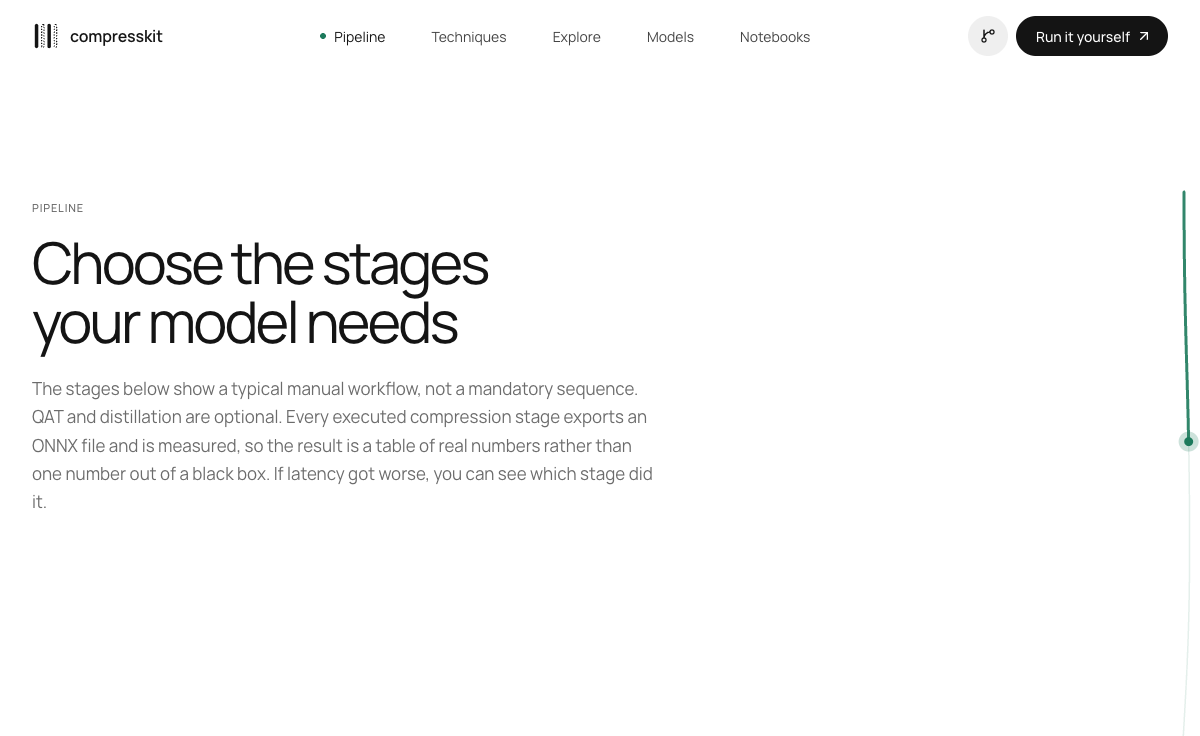 compresskit
Pipeline
Techniques
Explore
Models
Notebooks
Run it yourself
PIPELINE
Choose the stages
your model needs
The stages below show a typical manual workflow, not a mandatory sequence.
QAT and distillation are optional. Every executed compression stage exports an
ONNX file and is measured, so the result is a table of real numbers rather than
one number out of a black box. If latency got worse, you can see which stage did
it.